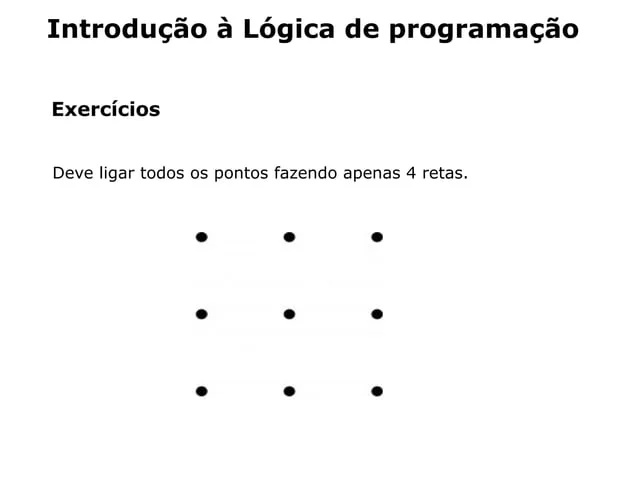 Introdução à Lógica de programação
Exercícios
Deve ligar todos os pontos fazendo apenas 4 retas.